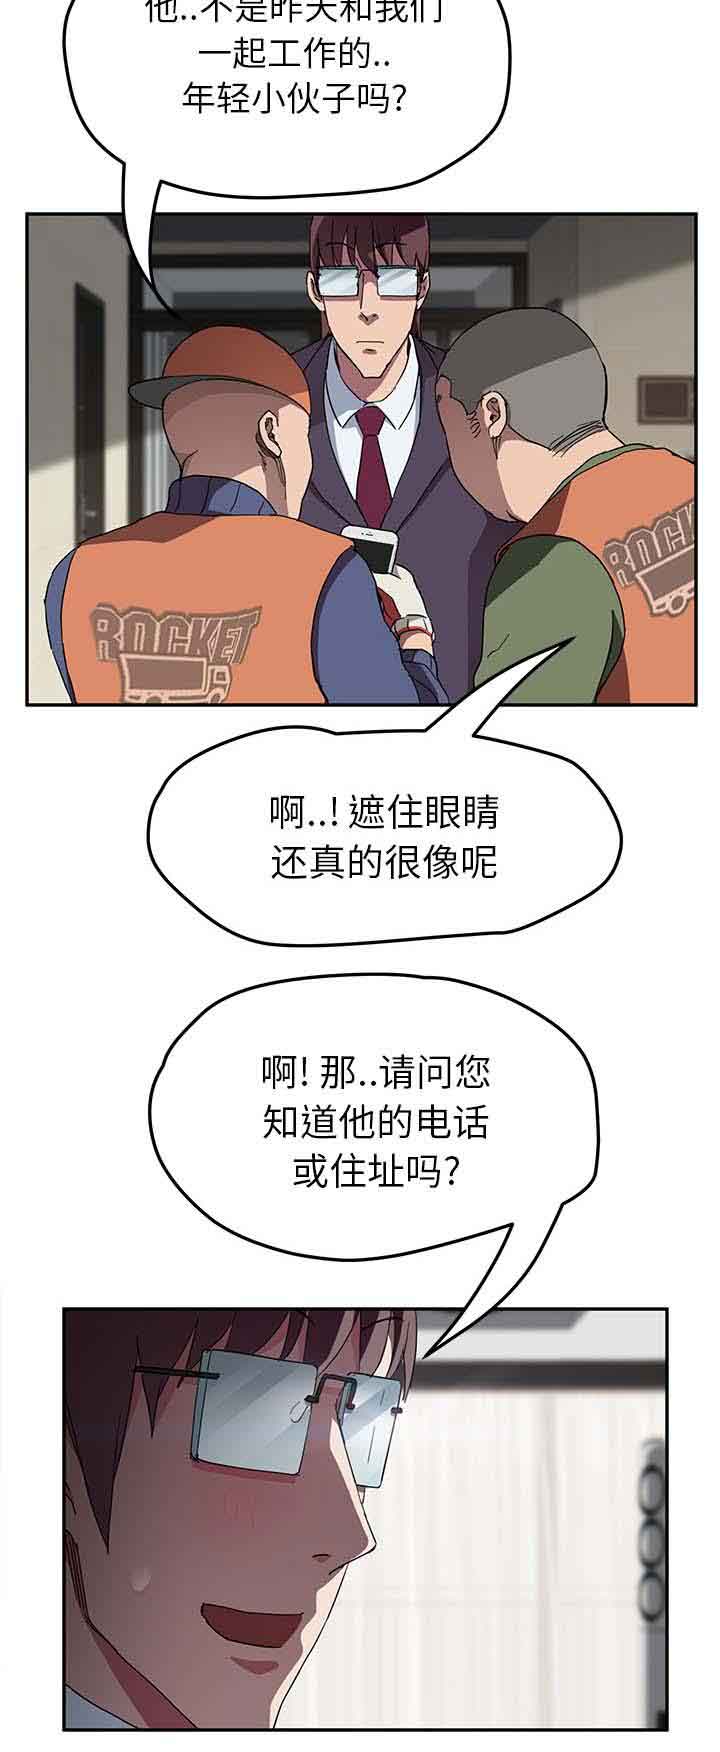 他..不是昨天和我们
一起工作的..
年轻小伙子吗?
ROCKET
ROCKET
啊..! 遮住眼睛
还真的很像呢
啊! 那..请问您
知道他的电话
或住址吗?